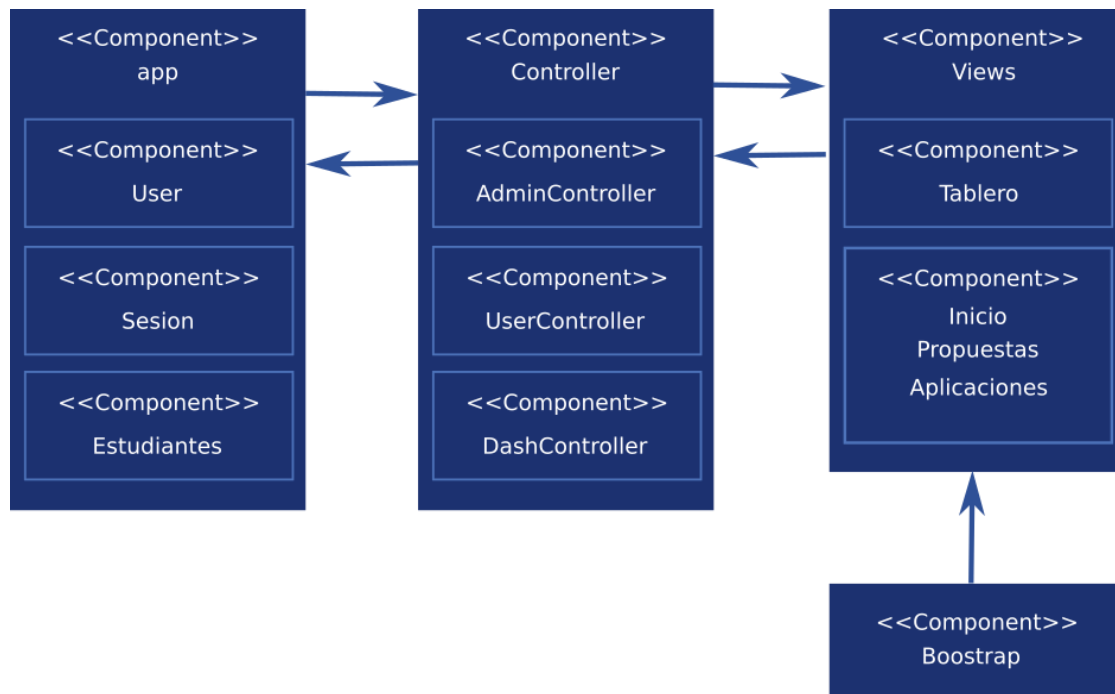 <<Component>>
app
<<Component>>
User
<<Component>>
Sesion
<<Component>>
Estudiantes
<<Component>>
Controller
<<Component>>
AdminController
<<Component>>
UserController
<<Component>>
DashController
<<Component>>
Views
<<Component>>
Tablero
<<Component>>
Inicio
Propuestas
Aplicaciones
<<Component>>
Boostrap